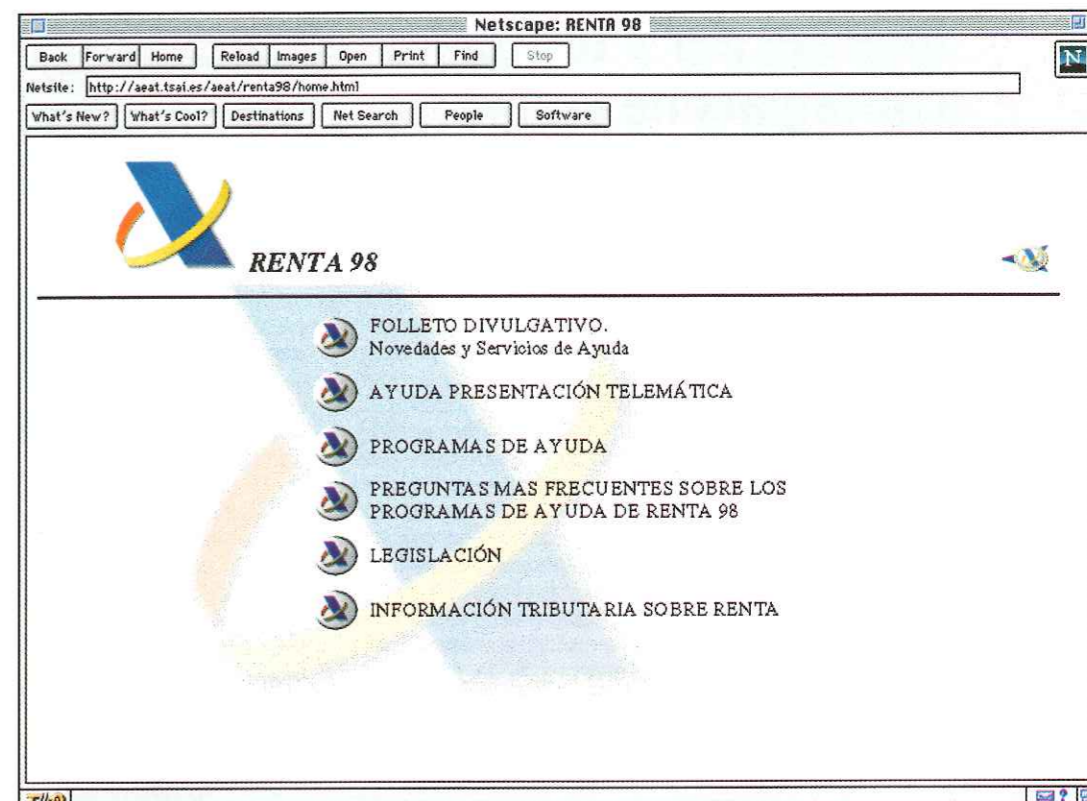 Netscape: RENTA 98
Back Forward Home Reload Images Open Print Find Stop
N
Netsite: http://aeat.tsai.es/aeat/renta98/home.html
What's New? What's Cool? Destinations Net Search People Software
RENTA 98
FOLLETO DIVULGATIVO.
Novedades y Servicios de Ayuda
AYUDA PRESENTACIÓN TELEMÁTICA
PROGRAMAS DE AYUDA
PREGUNTAS MAS FRECUENTES SOBRE LOS
PROGRAMAS DE AYUDA DE RENTA 98
LEGISLACIÓN
INFORMACIÓN TRIBUTARIA SOBRE RENTA
?